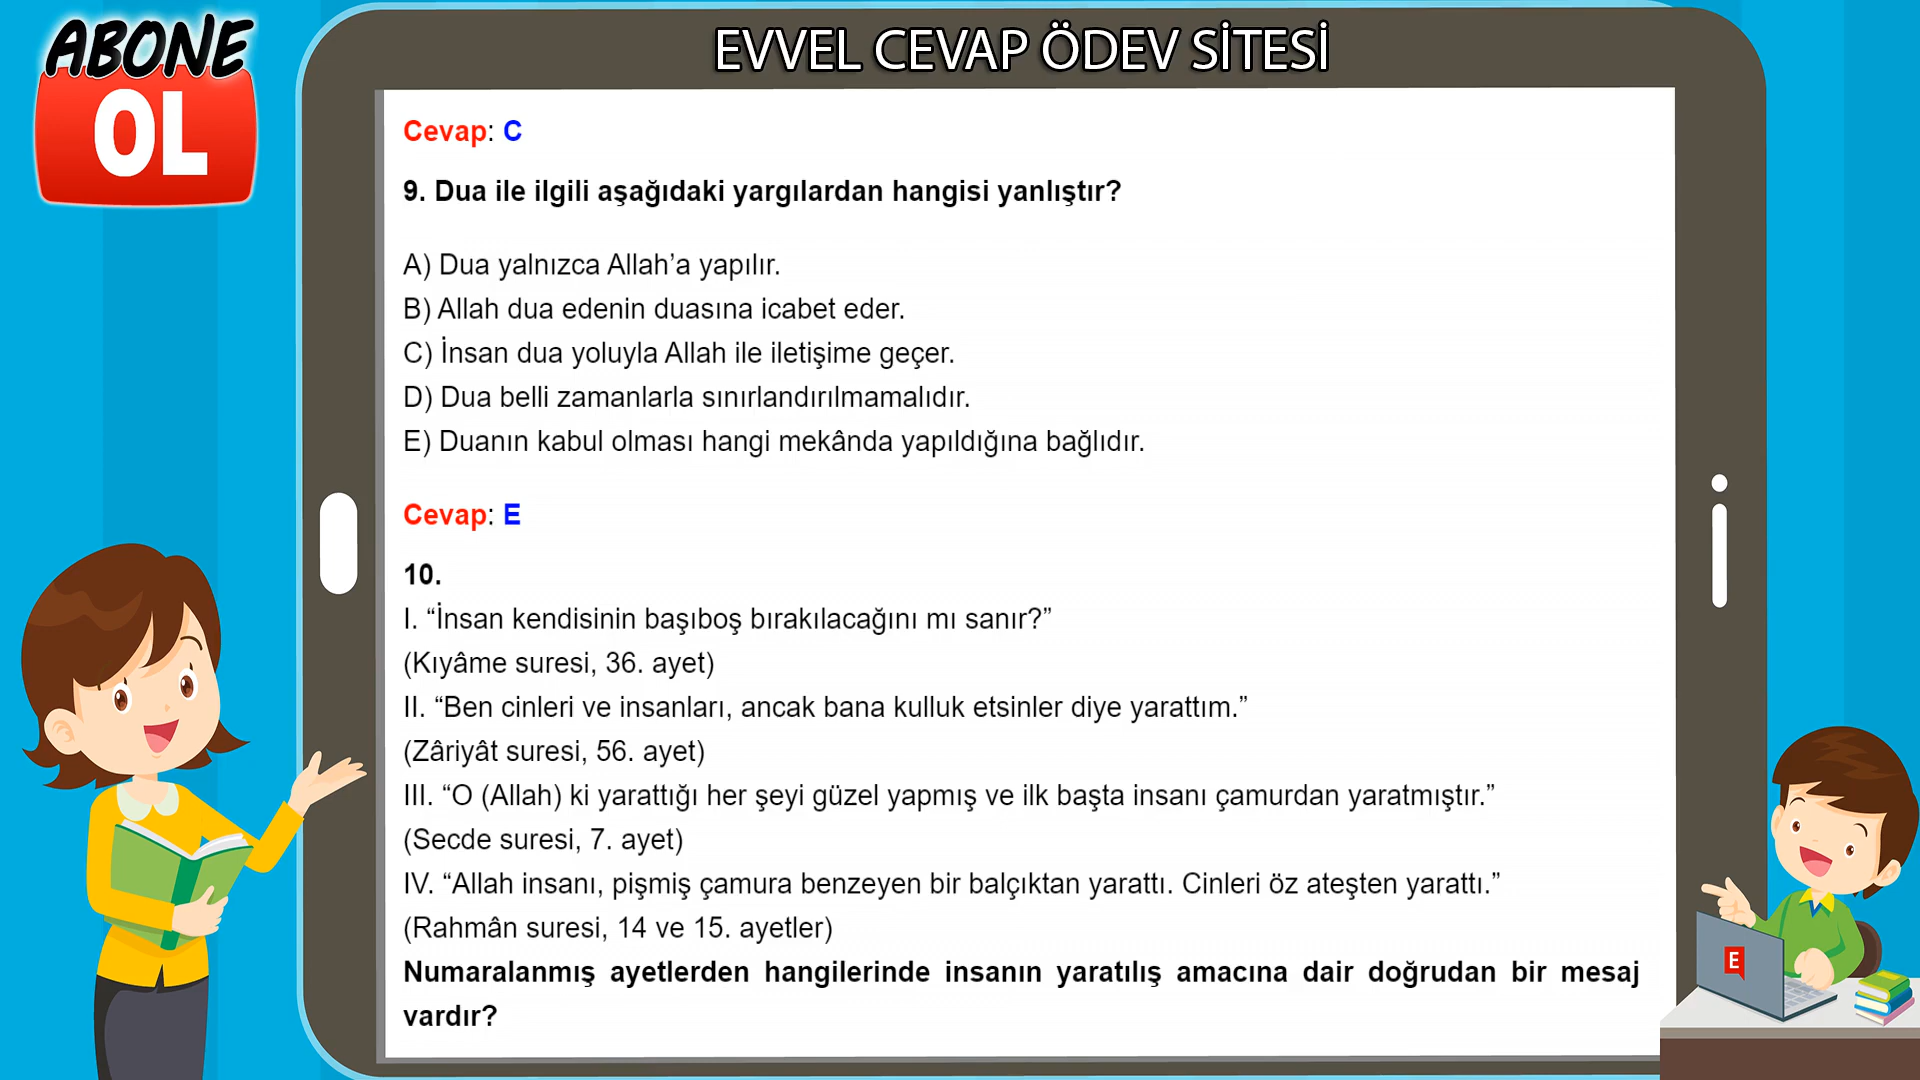 ABONE
OL
EVVEL CEVAP ÖDEV SİTESİ
Cevap: C
9. Dua ile ilgili aşağıdaki yargılardan hangisi yanlıştır?
A) Dua yalnızca Allah’a yapılır.
B) Allah dua edenin duasına icabet eder.
C) İnsan dua yoluyla Allah ile iletişime geçer.
D) Dua belli zamanlarla sınırlandırılmamalıdır.
E) Duanın kabul olması hangi mekânda yapıldığına bağlıdır.
Cevap: E
10.
I. “İnsan kendisinin başıboş bırakılacağını mı sanır?”
(Kıyâme suresi, 36. ayet)
II. “Ben cinleri ve insanları, ancak bana kulluk etsinler diye yarattım.”
(Zâriyât suresi, 56. ayet)
III. “O (Allah) ki yarattığı her şeyi güzel yapmış ve ilk başta insanı çamurdan yaratmıştır.”
(Secde suresi, 7. ayet)
IV. “Allah insanı, pişmiş çamura benzeyen bir balçıktan yarattı. Cinleri öz ateşten yarattı.”
(Rahmân suresi, 14 ve 15. ayetler)
Numaralanmış ayetlerden hangilerinde insanın yaratılış amacına dair doğrudan bir mesaj
vardır?
E